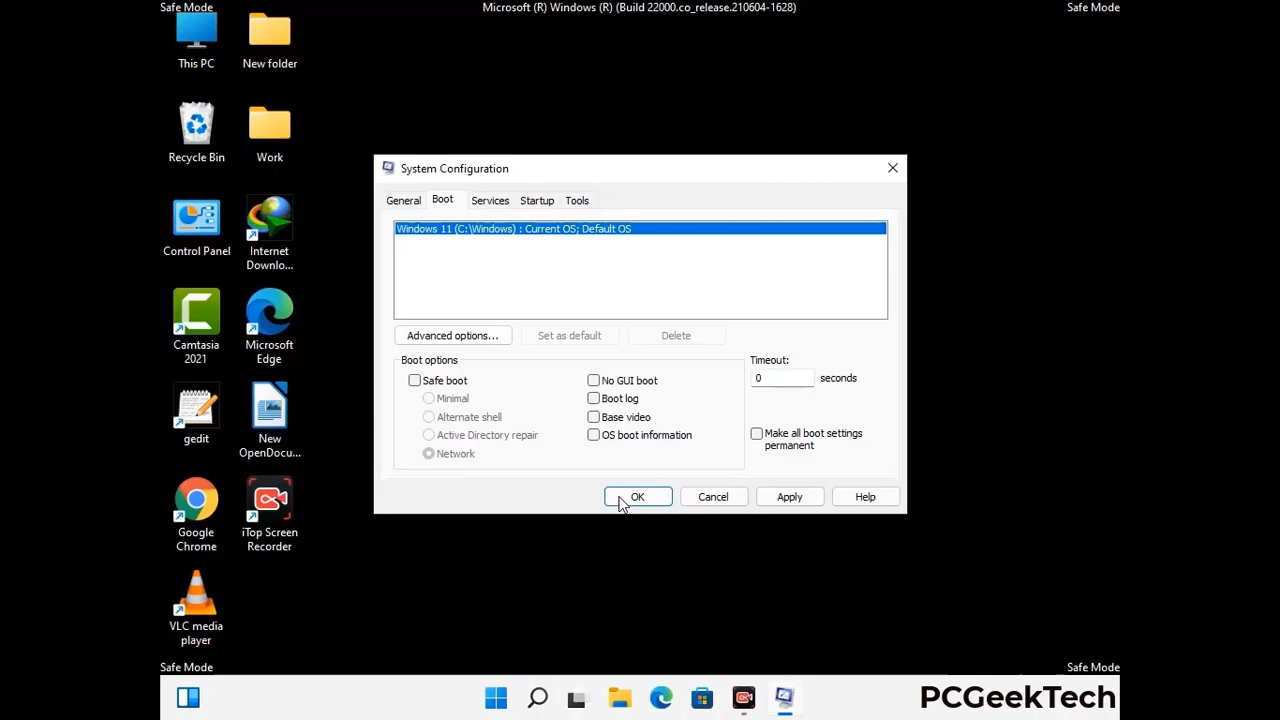 Safe Mode
Microsoft (R) Windows (R) (Build 22000.co_release.210604-1628)
Safe Mode
This PC
New folder
Recycle Bin
Work
Control Panel
Internet
Downlo...
Camtasia
2021
Microsoft
Edge
gedit
New
OpenDocu...
Google
Chrome
iTop Screen
Recorder
VLC media
player
System Configuration
General
Boot
Services
Startup
Tools
Windows 11 (C:\Windows) : Current OS; Default OS
Advanced options...
Set as default
Delete
Boot options
Safe boot
Minimal
Alternate shell
Active Directory repair
Network
No GUI boot
Boot log
Base video
OS boot information
Timeout:
0 seconds
Make all boot settings
permanent
OK
Cancel
Apply
Help
Safe Mode
Safe Mode
PCGeekTech